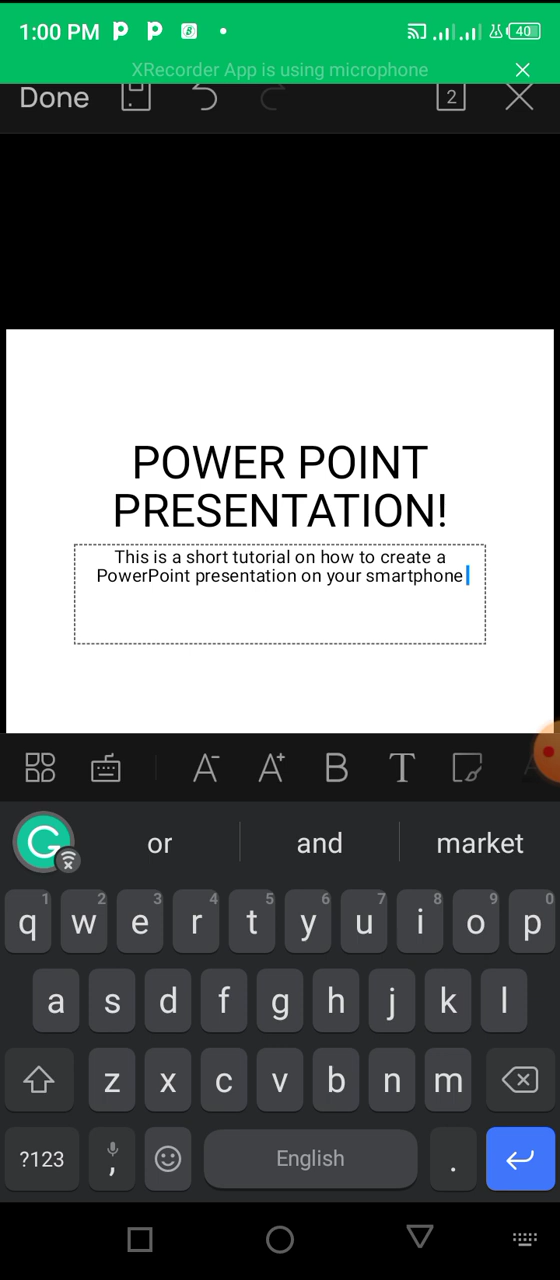 1:00 PM
40
XRecorder App is using microphone
Done
2
POWER POINT
PRESENTATION!
This is a short tutorial on how to create a
PowerPoint presentation on your smartphone
A- A+ B T
or and market
1 2 3 4 5 6 7 8 9 0
q w e r t y u i o p
a s d f g h j k l
z x c v b n m
?123 , English .